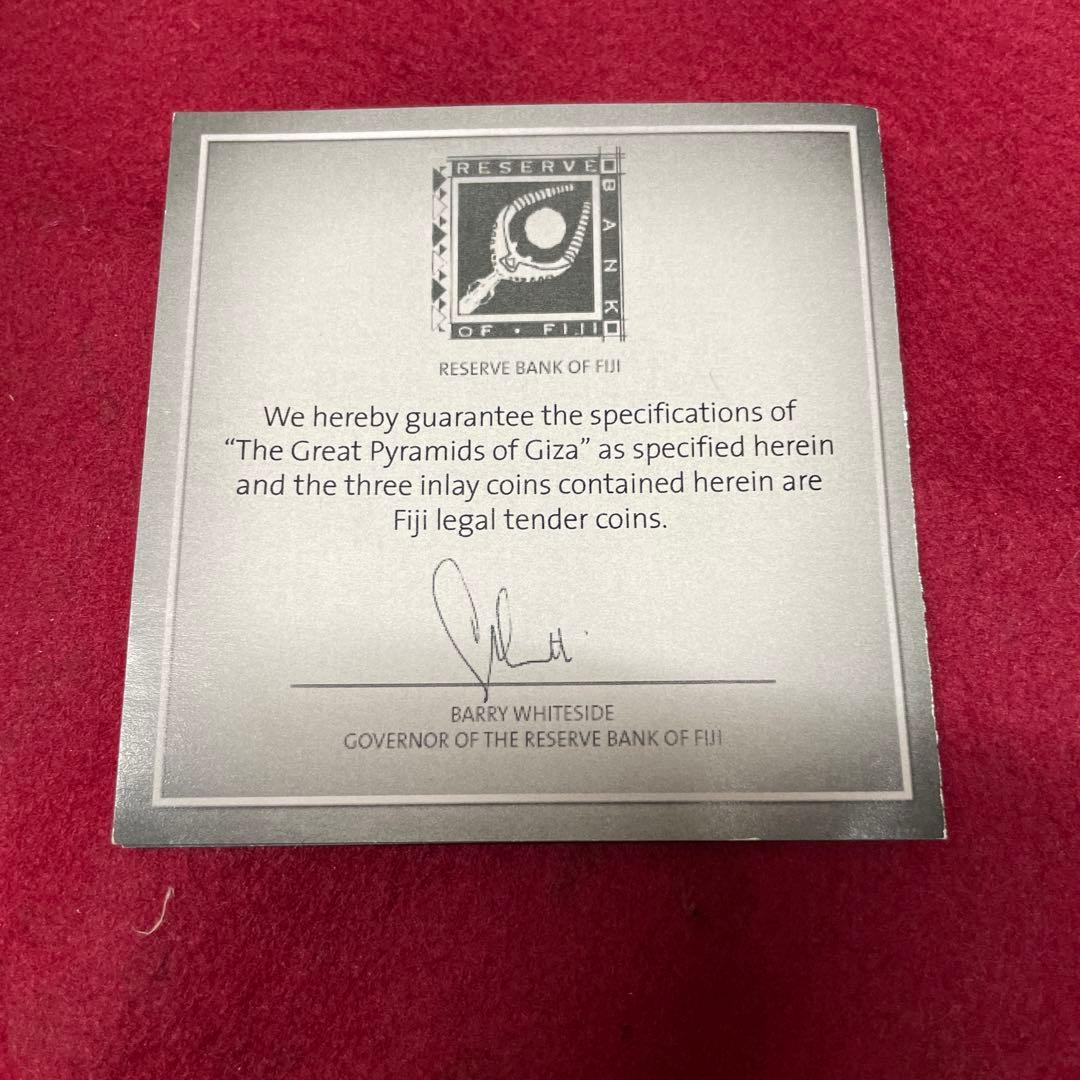 RESERVE
BANK
OF • FIJI
RESERVE BANK OF FIJI
We hereby guarantee the specifications of
“The Great Pyramids of Giza” as specified herein
and the three inlay coins contained herein are
Fiji legal tender coins.
BARRY WHITESIDE
GOVERNOR OF THE RESERVE BANK OF FIJI